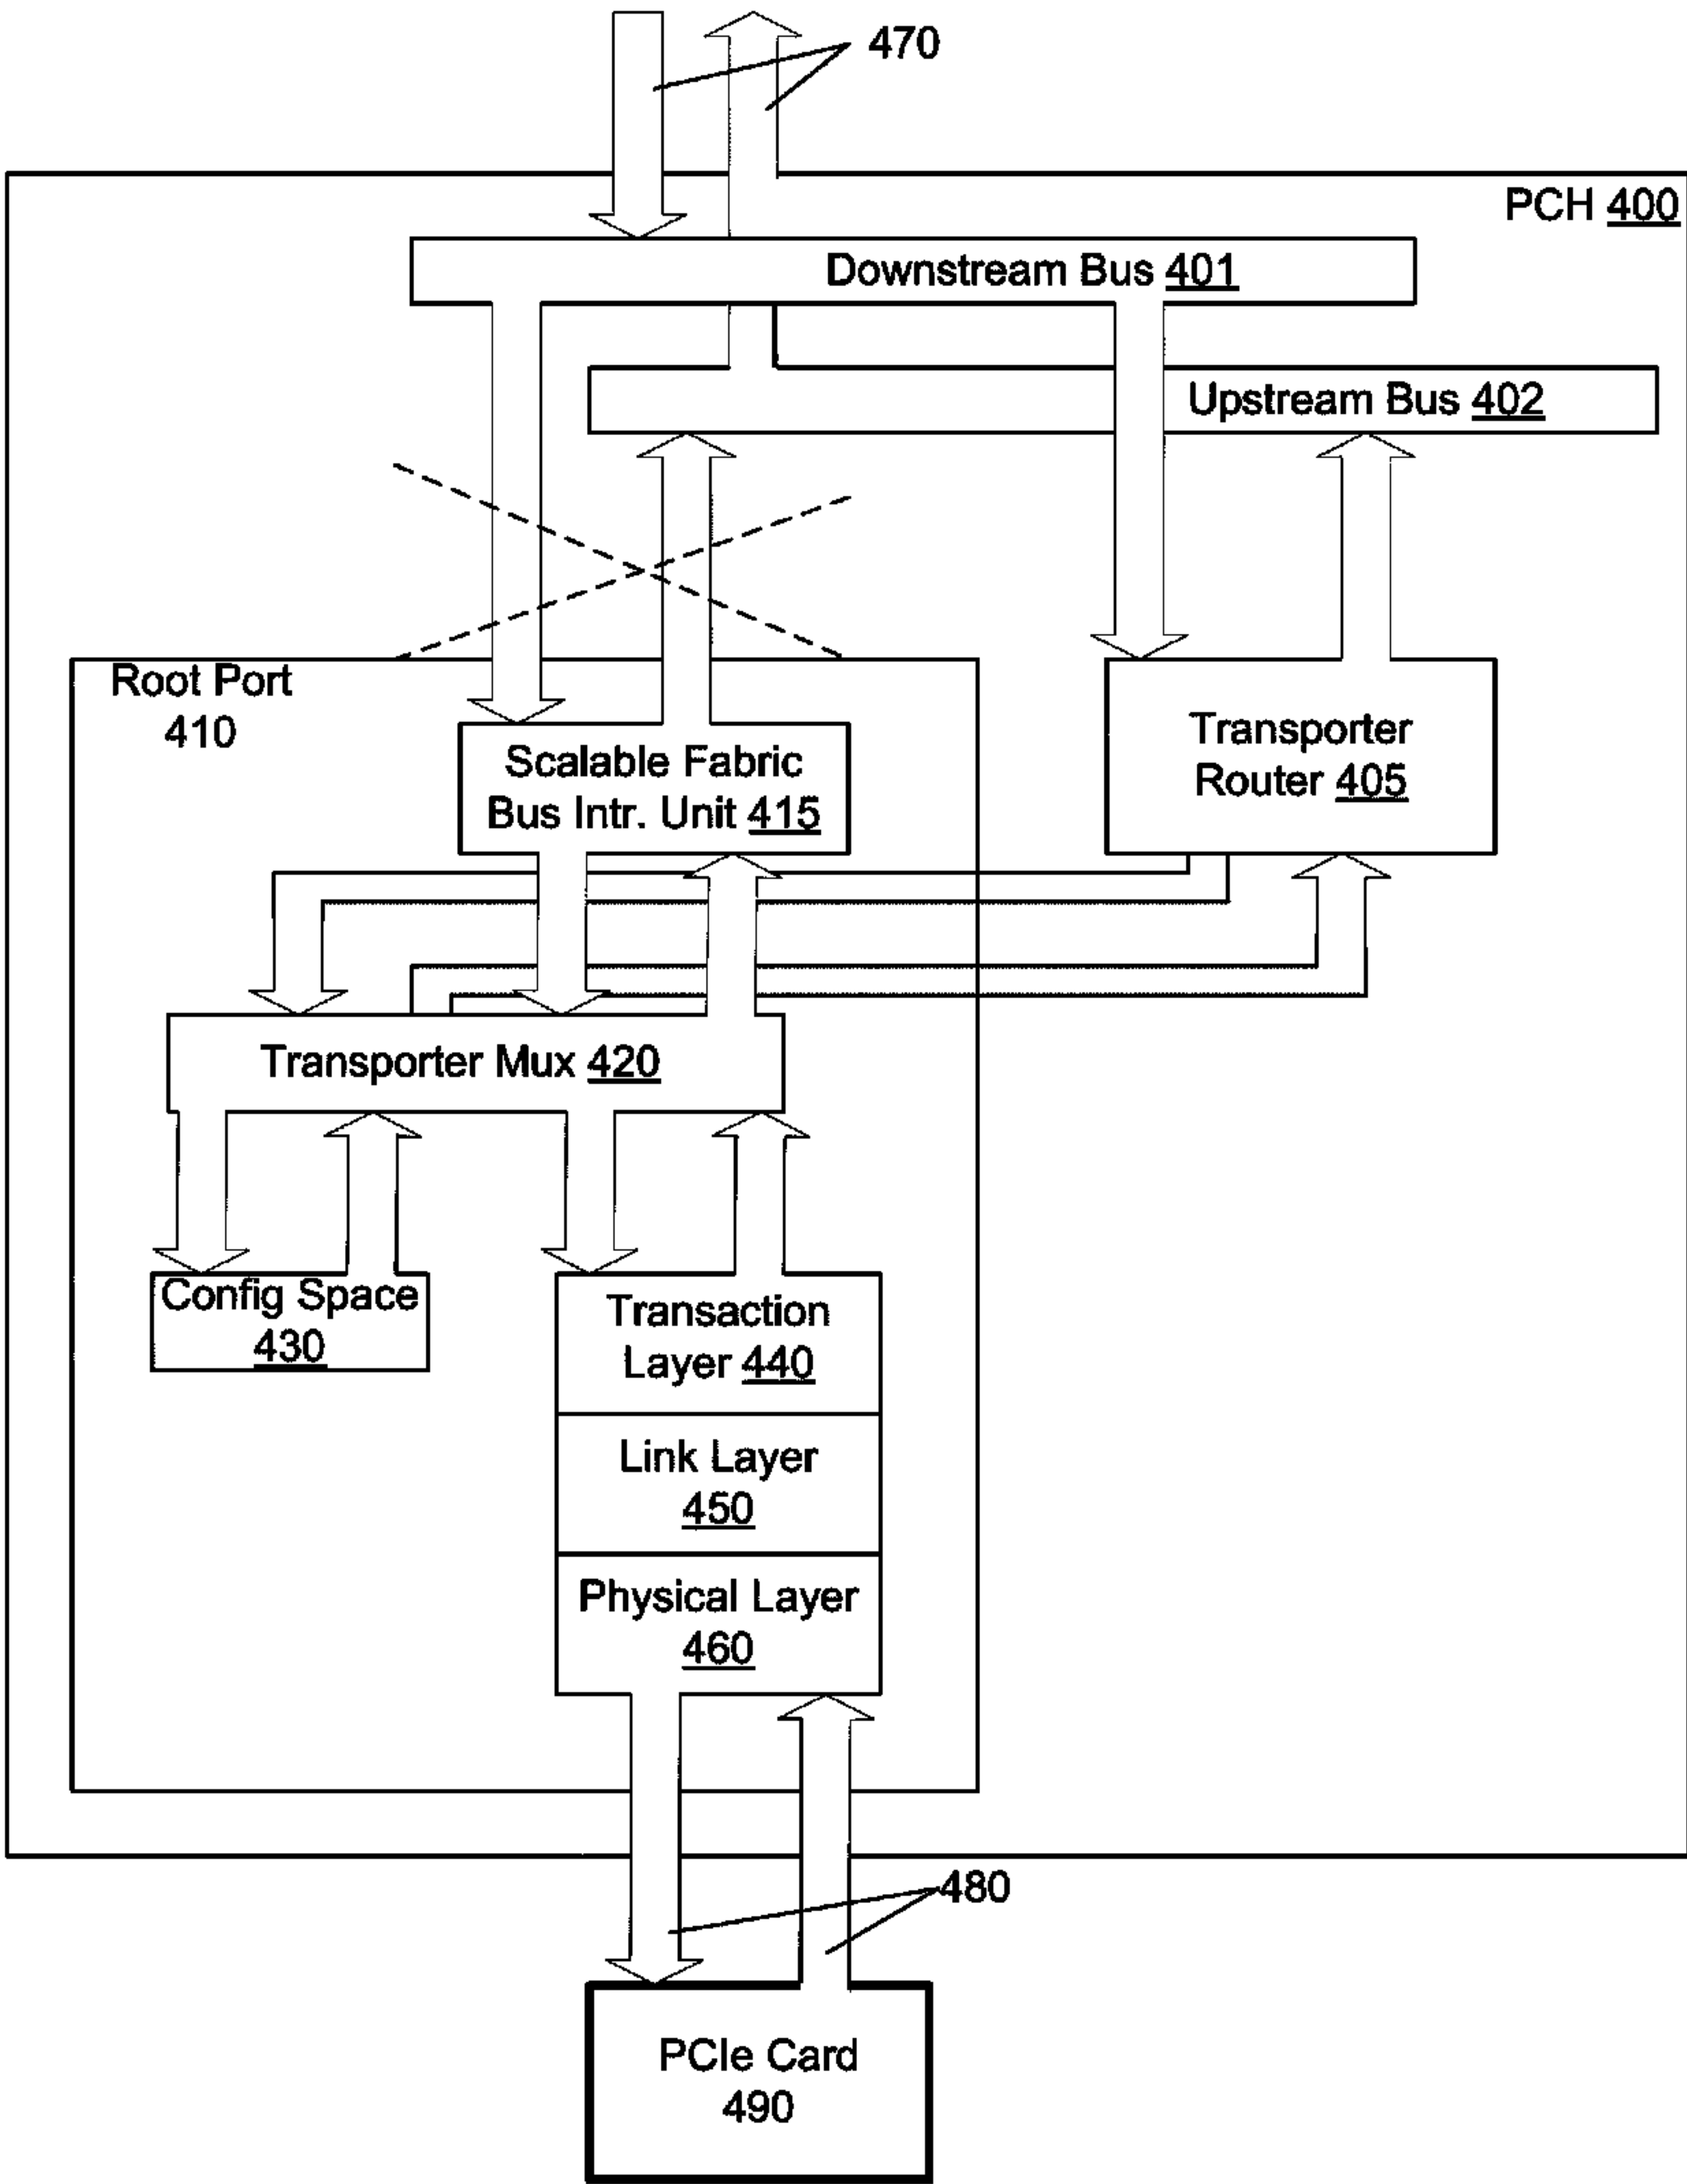 470
PCH 400
Downstream Bus 401
Upstream Bus 402
Root Port
410
Scalable Fabric
Bus Intr. Unit 415
Transporter
Router 405
Transporter Mux 420
Config Space
430
Transaction
Layer 440
Link Layer
450
Physical Layer
460
480
PCIe Card
490